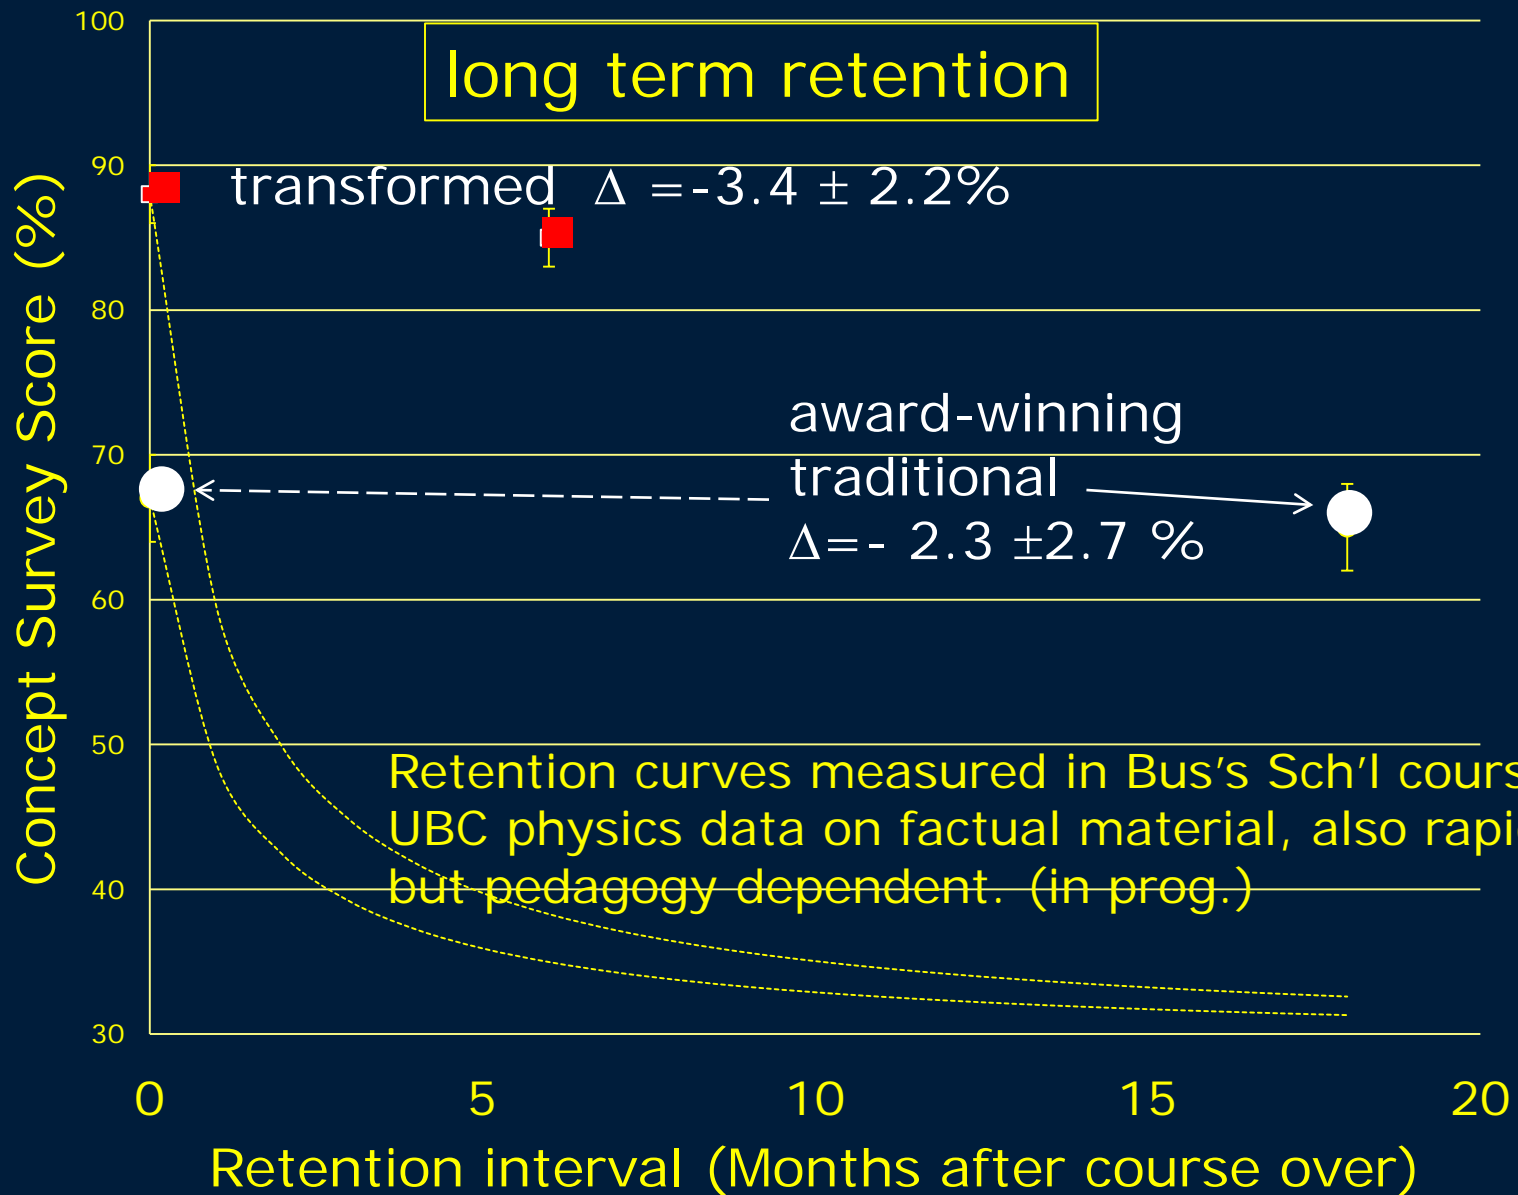 long term retention
100
90
80
70
60
50
40
30
Concept Survey Score (%)
transformed Δ =-3.4 ± 2.2%
award-winning
traditional
Δ=- 2.3 ±2.7 %
Retention curves measured in Bus's Sch'l
UBC physics data on factual material, also
but pedagogy dependent. (in prog.)
0 5 10 15 20
Retention interval (Months after course over)